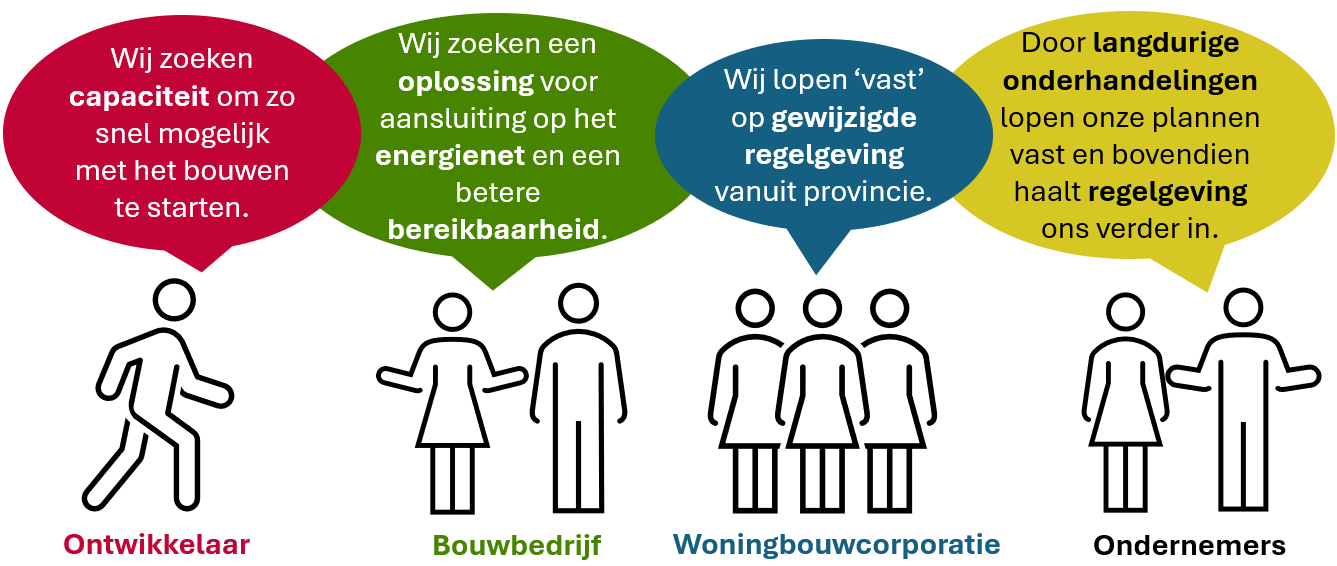 Wij zoeken
capaciteit om zo
snel mogelijk
met het bouwen
te starten.
Wij zoeken een
oplossing voor
aansluiting op het
energienet en een
betere
bereikbaarheid.
Wij lopen ‘vast’
op gewijzigde
regelgeving
vanuit provincie.
Door langdurige
onderhandelingen
lopen onze plannen
vast en bovendien
haalt regelgeving
ons verder in.
Ontwikkelaar
Bouwbedrijf
Woningbouwcorporatie
Ondernemers